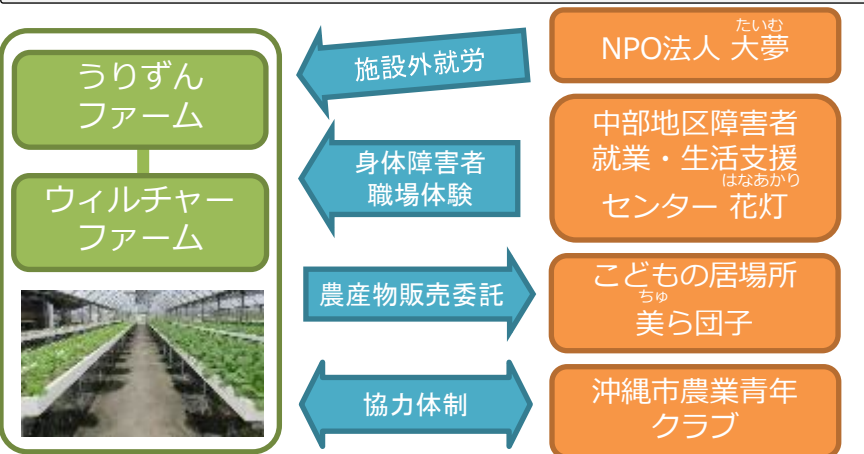 うりずん
ファーム
ウィルチャー
ファーム
施設外就労
身体障害者
職場体験
農産物販売委託
協力体制
たいむ
NPO法人 大夢
中部地区障害者
就業・生活支援
はなあかり
センター 花灯
こどもの居場所
ちゅ
美ら団子
沖縄市農業青年
クラブ